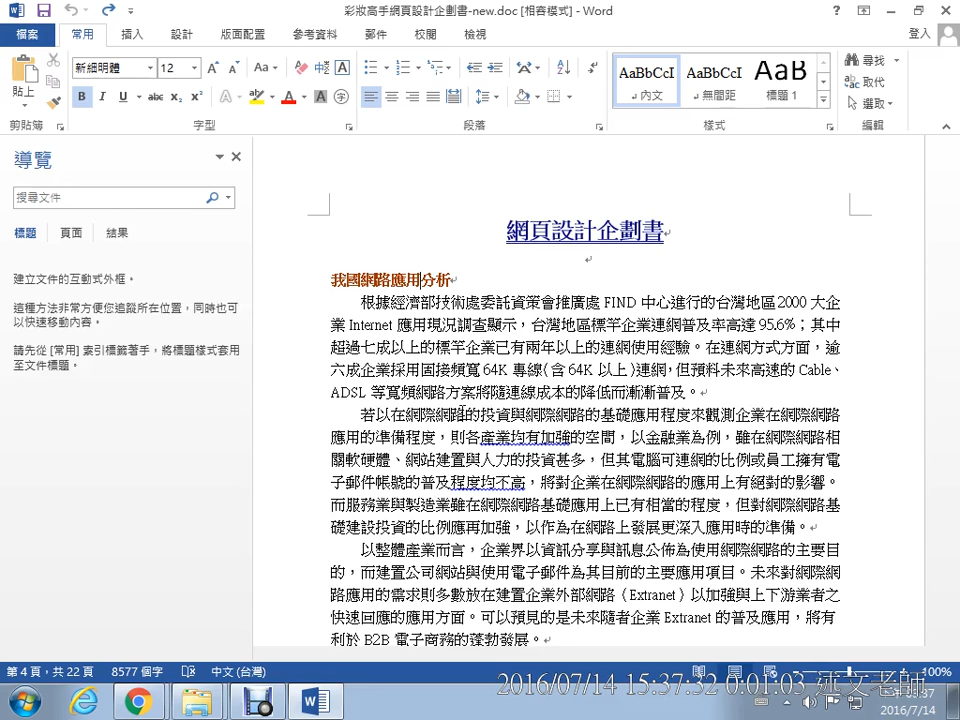 彩妝高手網頁設計企劃書-new.doc [相容模式] - Word
檔案 常用 插入 設計 版面配置 參考資料 郵件 校閱 檢視 登入
貼上 新細明體 12 A A Aa
B I U abc x₂ x² A A A 字
AaBbCcI AaBbCcI AaB
內文 無間距 標題 1
尋找
取代
選取
剪貼簿 字型 段落 樣式 編輯
導覽
搜尋文件
標題 頁面 結果
建立文件的互動式外框。
這種方法非常方便您追蹤所在位置，同時也可
以快速移動內容。
請先從 [常用] 索引標籤著手，將標題樣式套用
至文件標題。
網頁設計企劃書
我國網路應用分析
根據經濟部技術處委託資策會推廣處 FIND 中心進行的台灣地區2000 大企
業 Internet 應用現況調查顯示，台灣地區標竿企業連網普及率高達 95.6%；其中
超過七成以上的標竿企業已有兩年以上的連網使用經驗。在連網方式方面，逾
六成企業採用固接頻寬 64K 專線(含 64K 以上)連網，但預料未來高速的 Cable、
ADSL 等寬頻網路方案將隨連線成本的降低而漸漸普及。
若以在網際網路的投資與網際網路的基礎應用程度來觀測企業在網際網路
應用的準備程度，則各產業均有加強的空間，以金融業為例，雖在網際網路相
關軟硬體、網站建置與人力的投資甚多，但其電腦可連網的比例或員工擁有電
子郵件帳號的普及程度均不高，將對企業在網際網路的應用上有絕對的影響。
而服務業與製造業雖在網際網路基礎應用上已有相當的程度，但對網際網路基
礎建設投資的比例應再加強，以作為在網路上發展更深入應用時的準備。
以整體產業而言，企業界以資訊分享與訊息公佈為使用網際網路的主要目
的，而建置公司網站與使用電子郵件為其目前的主要應用項目。未來對網際網
路應用的需求則多數放在建置企業外部網路（Extranet）以加強與上下游業者之
快速回應的應用方面。可以預見的是未來隨者企業 Extranet 的普及應用，將有
利於 B2B 電子商務的蓬勃發展。
第 4 頁，共 22 頁 8577 個字 中文 (台灣) 100%
2016/07/14 15:37:32 0:01:03
2016/7/14